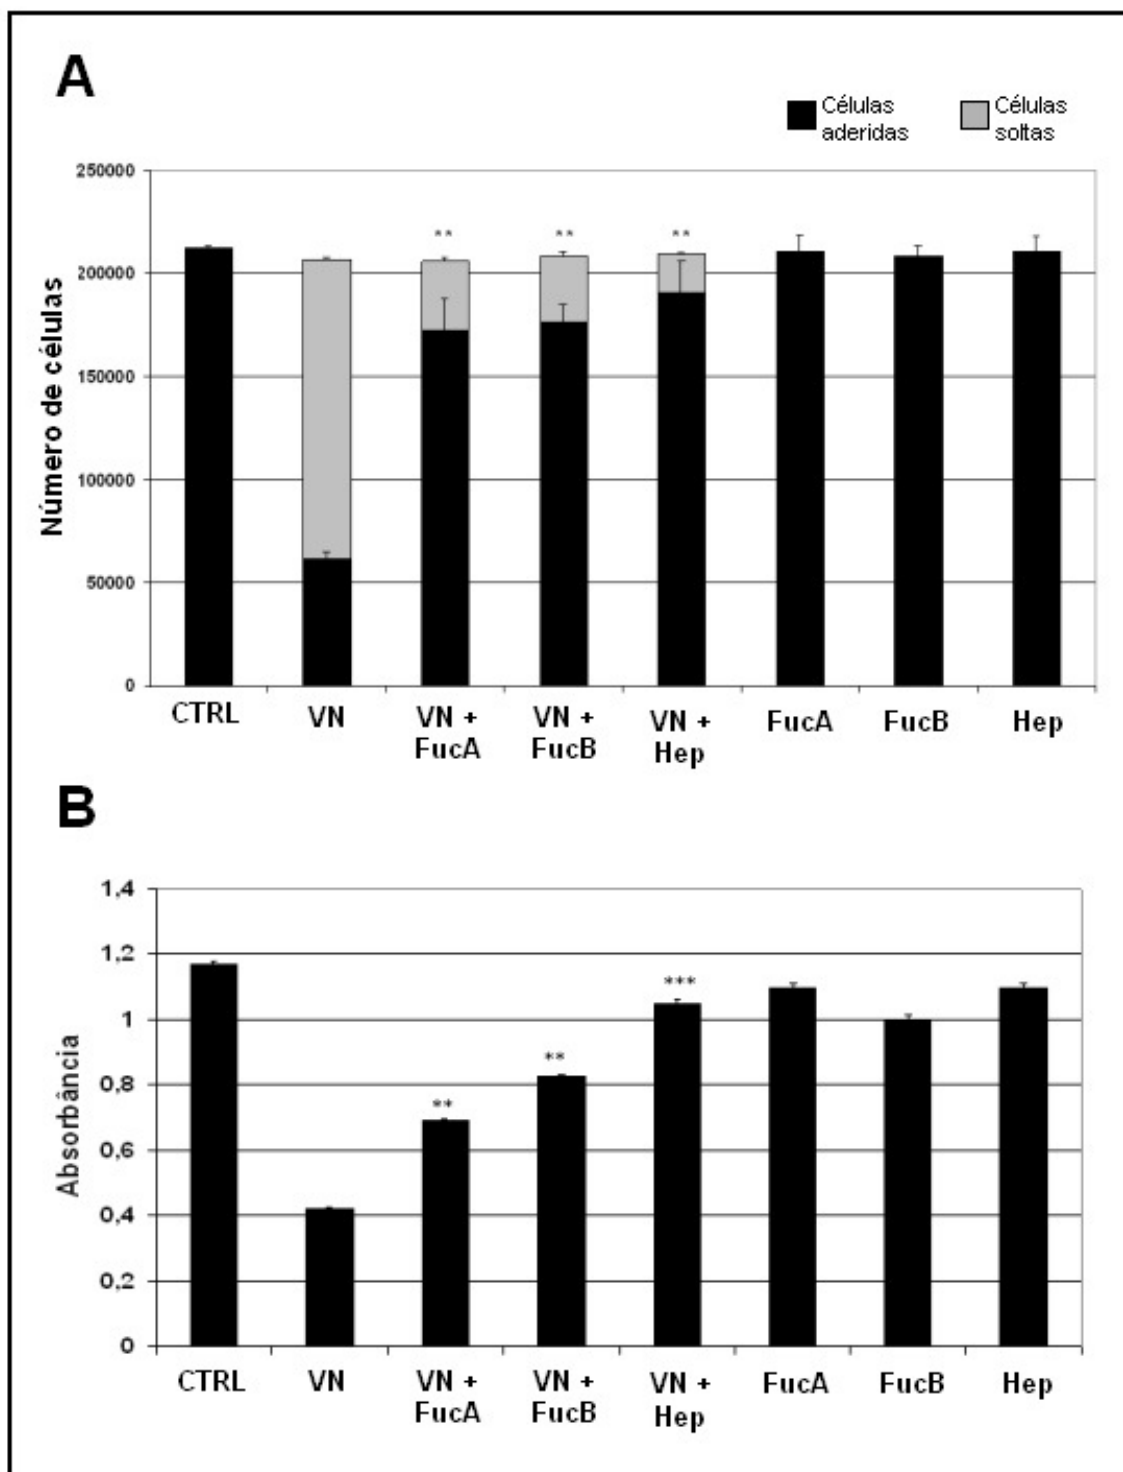 A
Células
aderidas
Células
soltas
250000
200000
150000
100000
50000
0
Número de células
** ** **
CTRL VN VN + FucA VN + FucB VN + Hep FucA FucB Hep
B
1,4
1,2
1
0,8
0,6
0,4
0,2
0
Absorbância
** ** ***
CTRL VN VN + FucA VN + FucB VN + Hep FucA FucB Hep